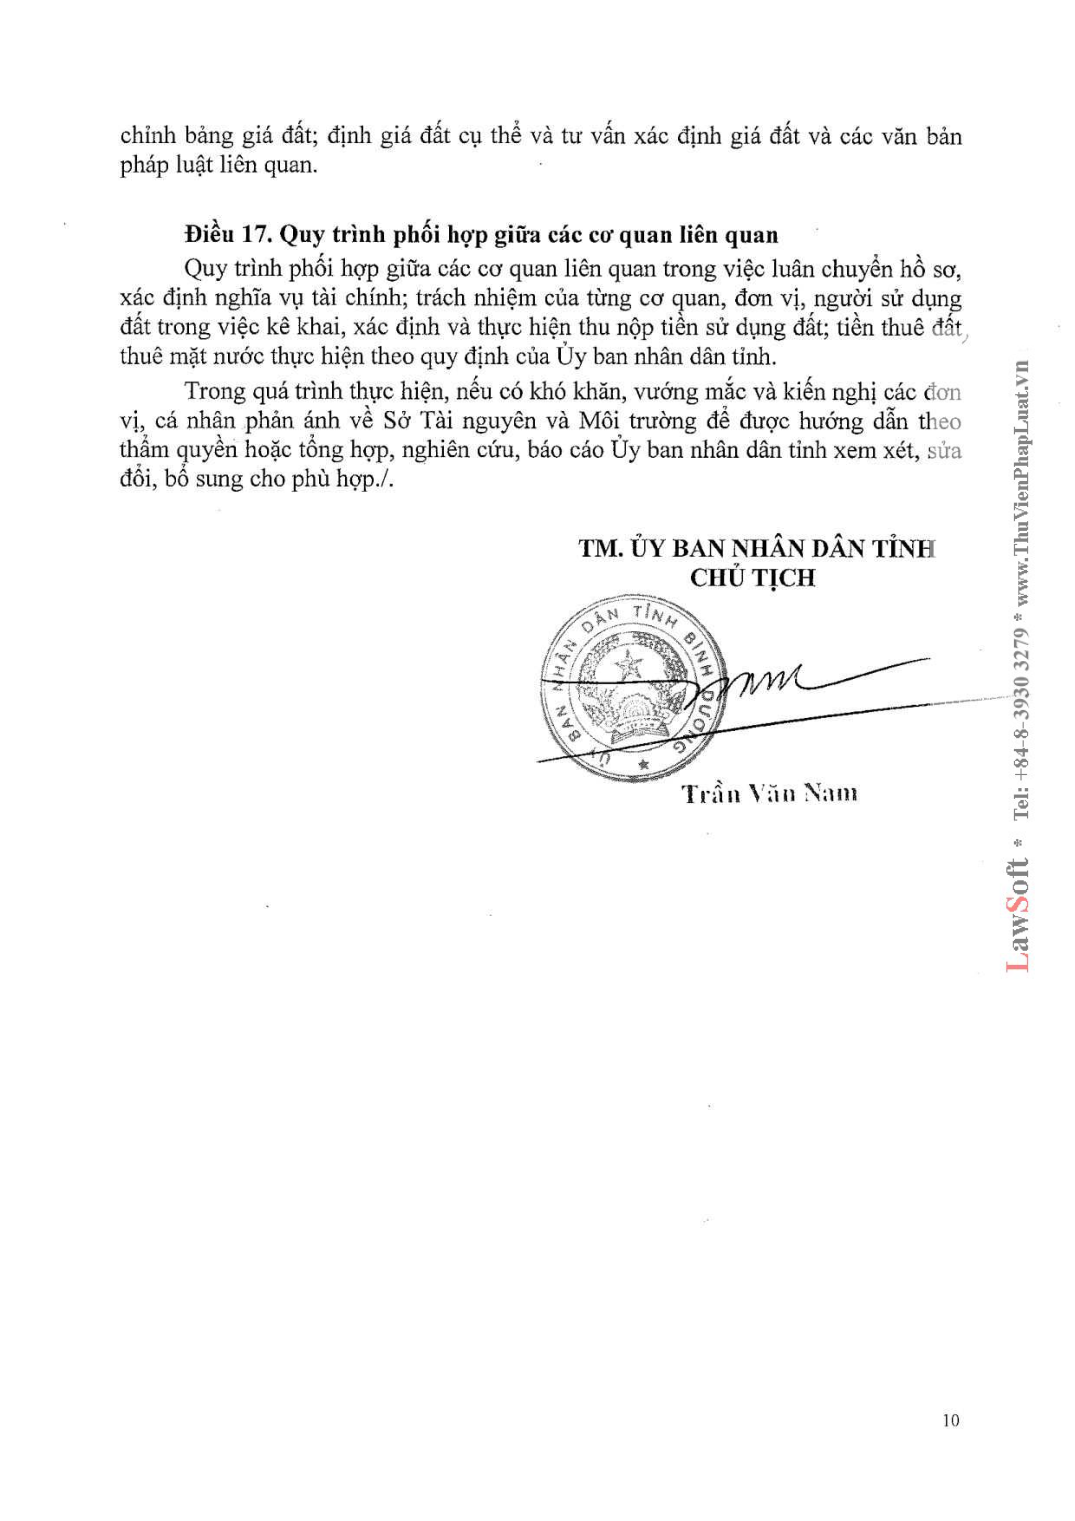 chỉnh bảng giá đất; định giá đất cụ thể và tư vấn xác định giá đất và các văn bản
pháp luật liên quan.
Điều 17. Quy trình phối hợp giữa các cơ quan liên quan
Quy trình phối hợp giữa các cơ quan liên quan trong việc luân chuyển hồ sơ,
xác định nghĩa vụ tài chính; trách nhiệm của từng cơ quan, đơn vị, người sử dụng
đất trong việc kê khai, xác định và thực hiện thu nộp tiền sử dụng đất; tiền thuê đất,
thuê mặt nước thực hiện theo quy định của Ủy ban nhân dân tỉnh.
Trong quá trình thực hiện, nếu có khó khăn, vướng mắc và kiến nghị các đơn
vị, cá nhân phản ánh về Sở Tài nguyên và Môi trường để được hướng dẫn theo
thẩm quyền hoặc tổng hợp, nghiên cứu, báo cáo Ủy ban nhân dân tỉnh xem xét, sửa
đổi, bổ sung cho phù hợp./.
TM. ỦY BAN NHÂN DÂN TỈNH
CHỦ TỊCH
ỦY BAN NHÂN DÂN TỈNH BÌNH DƯƠNG
Trần Văn Nam
LawSoft * Tel: +84-8-3930 3279 * www.ThuVienPhapLuat.vn
10